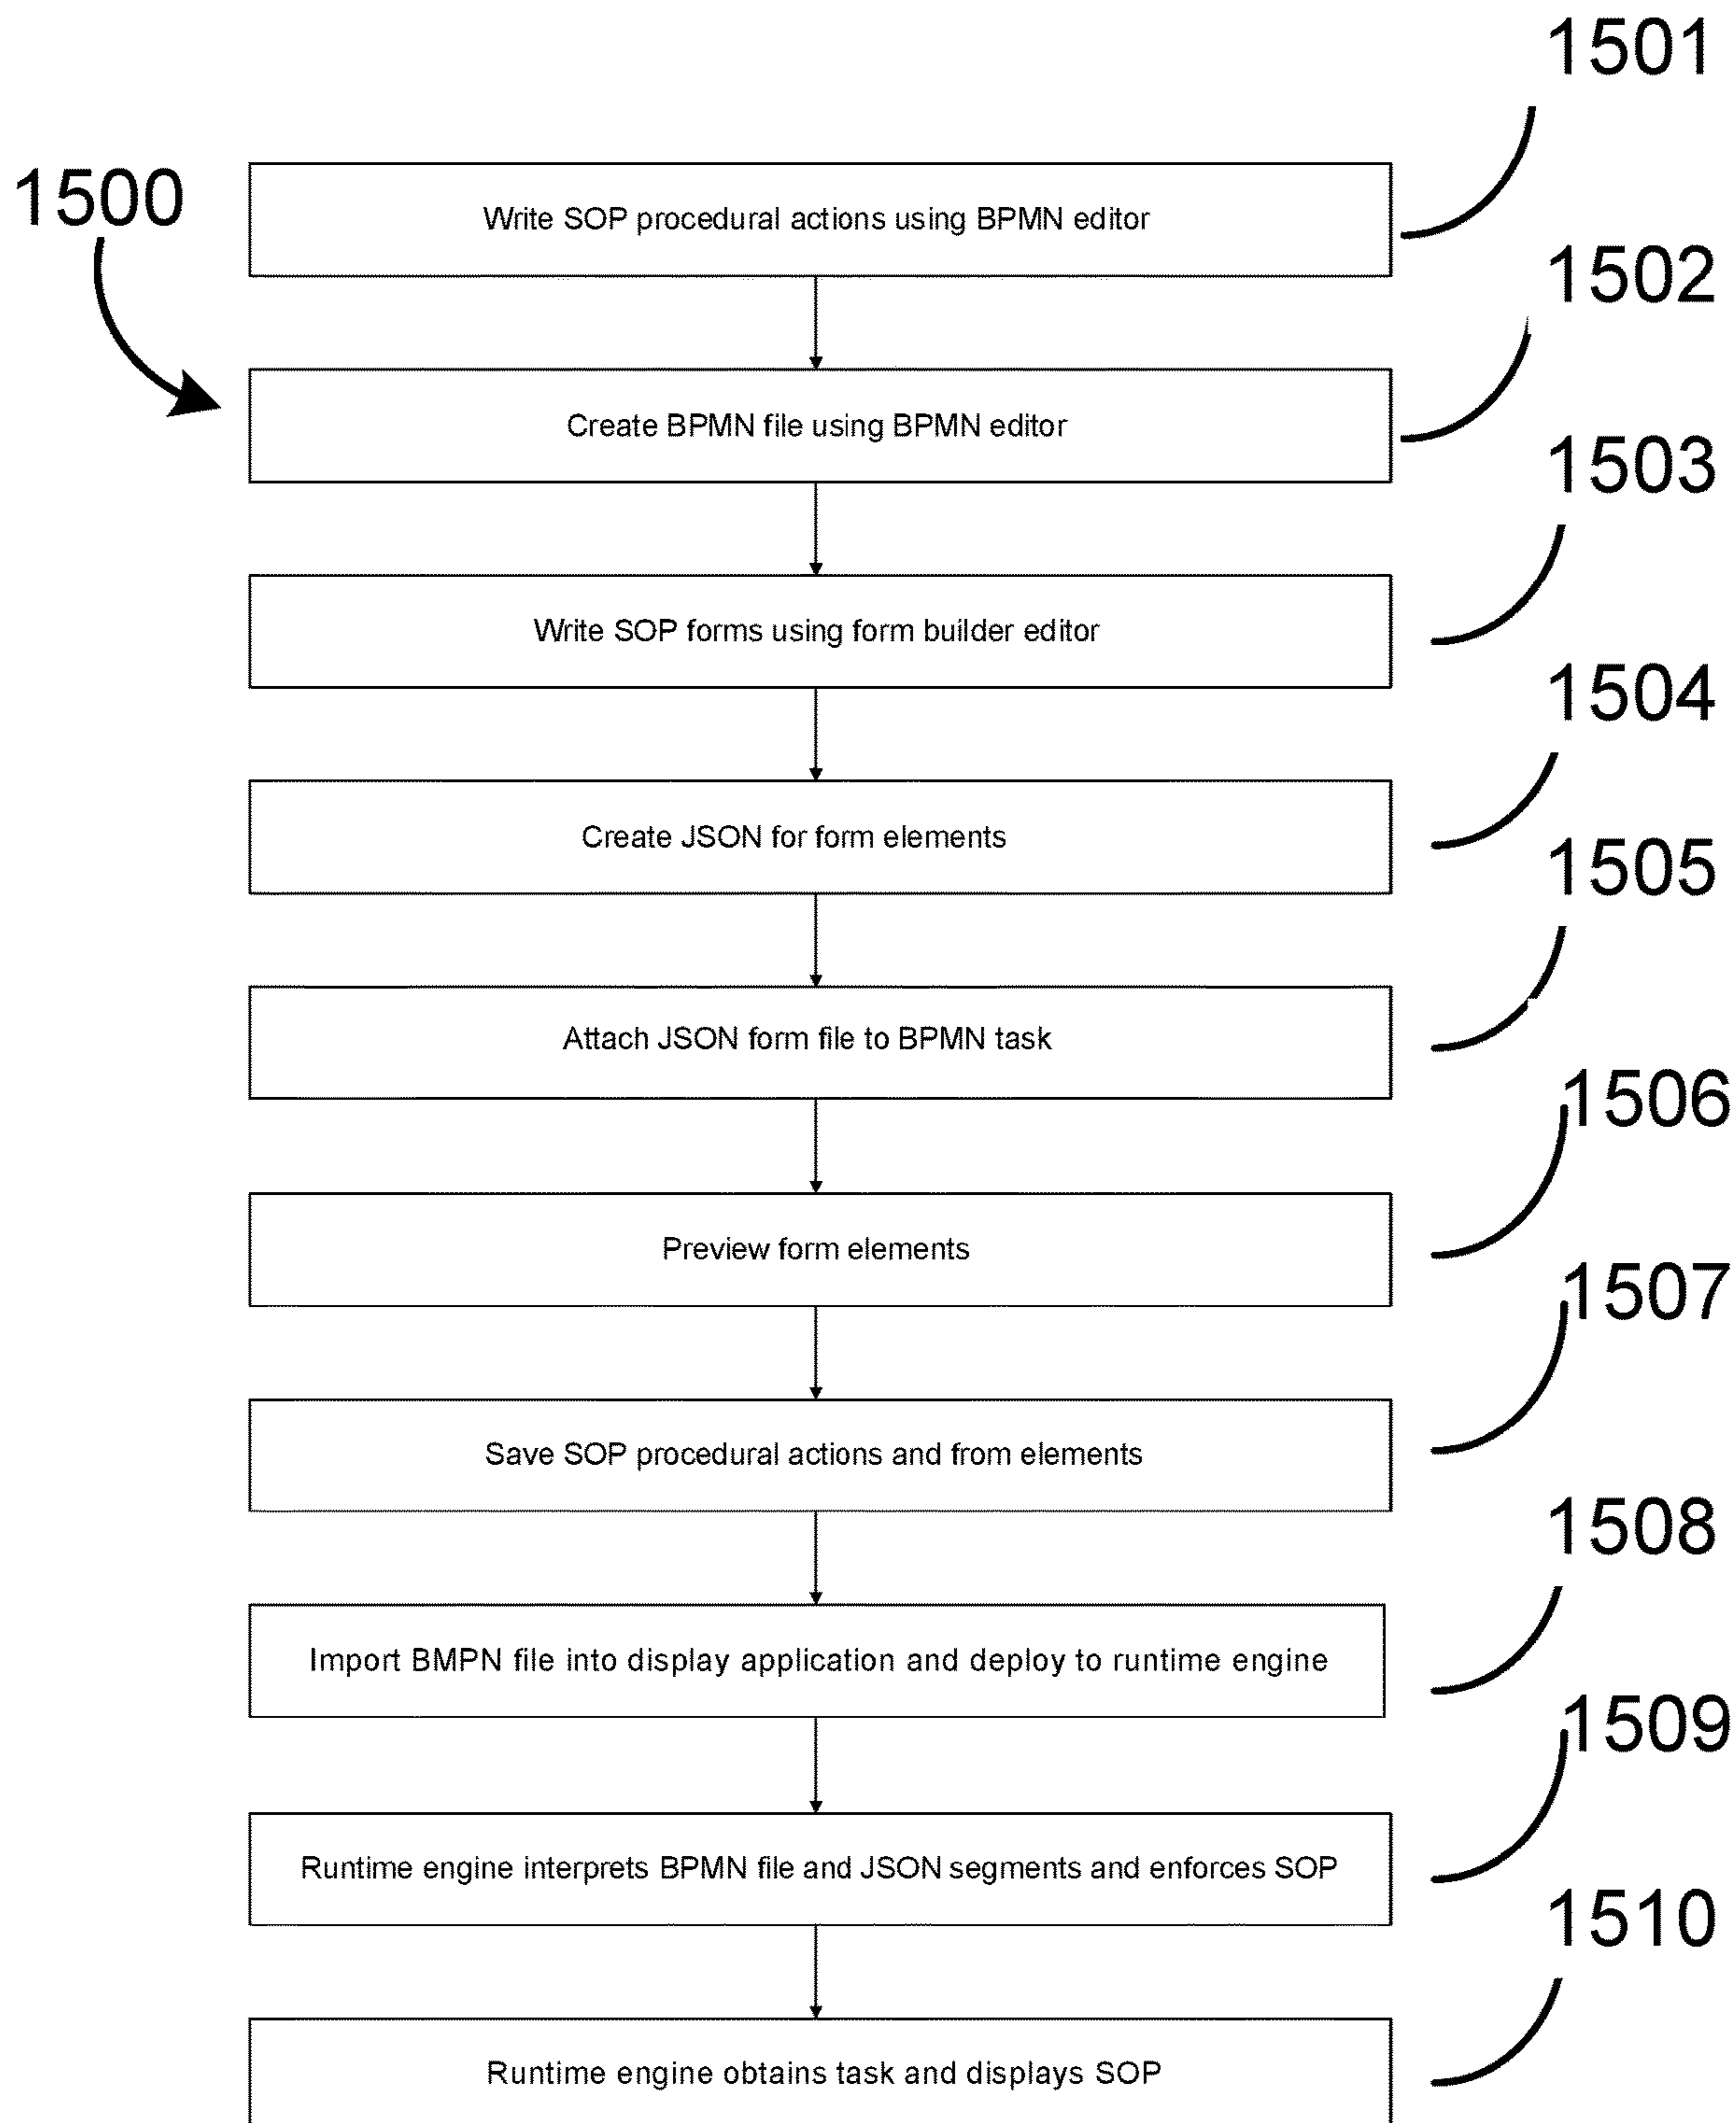 1501
1500
Write SOP procedural actions using BPMN editor
1502
Create BPMN file using BPMN editor
1503
Write SOP forms using form builder editor
1504
Create JSON for form elements
1505
Attach JSON form file to BPMN task
1506
Preview form elements
1507
Save SOP procedural actions and from elements
1508
Import BMPN file into display application and deploy to runtime engine
1509
Runtime engine interprets BPMN file and JSON segments and enforces SOP
1510
Runtime engine obtains task and displays SOP